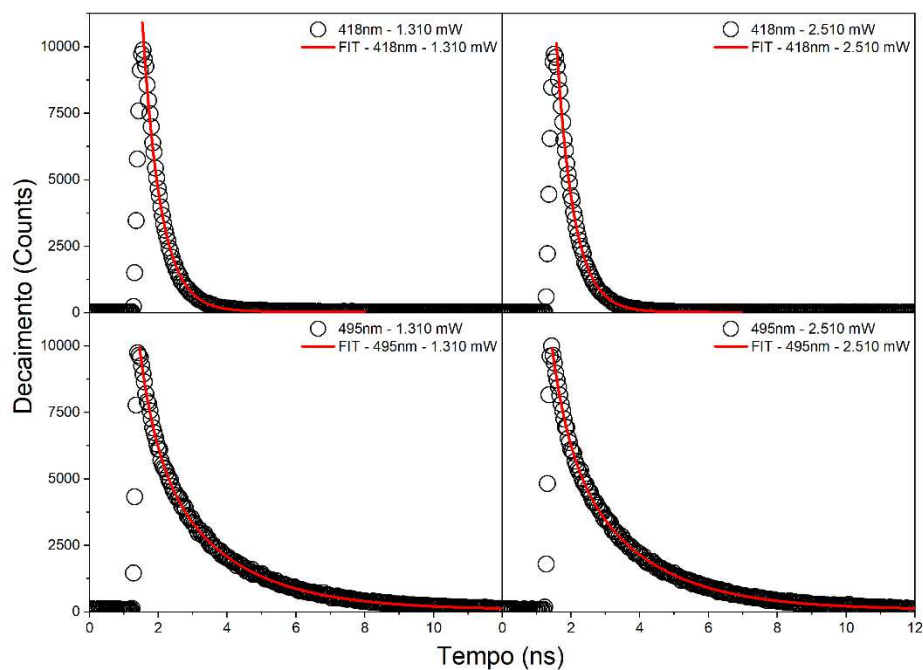 418nm - 1.310 mW
FIT - 418nm - 1.310 mW
418nm - 2.510 mW
FIT - 418nm - 2.510 mW
10000
7500
5000
2500
0
495nm - 1.310 mW
FIT - 495nm - 1.310 mW
495nm - 2.510 mW
FIT - 495nm - 2.510 mW
10000
7500
5000
2500
0
Decaimento (Counts)
0 2 4 6 8 10 0 2 4 6 8 10 12
Tempo (ns)